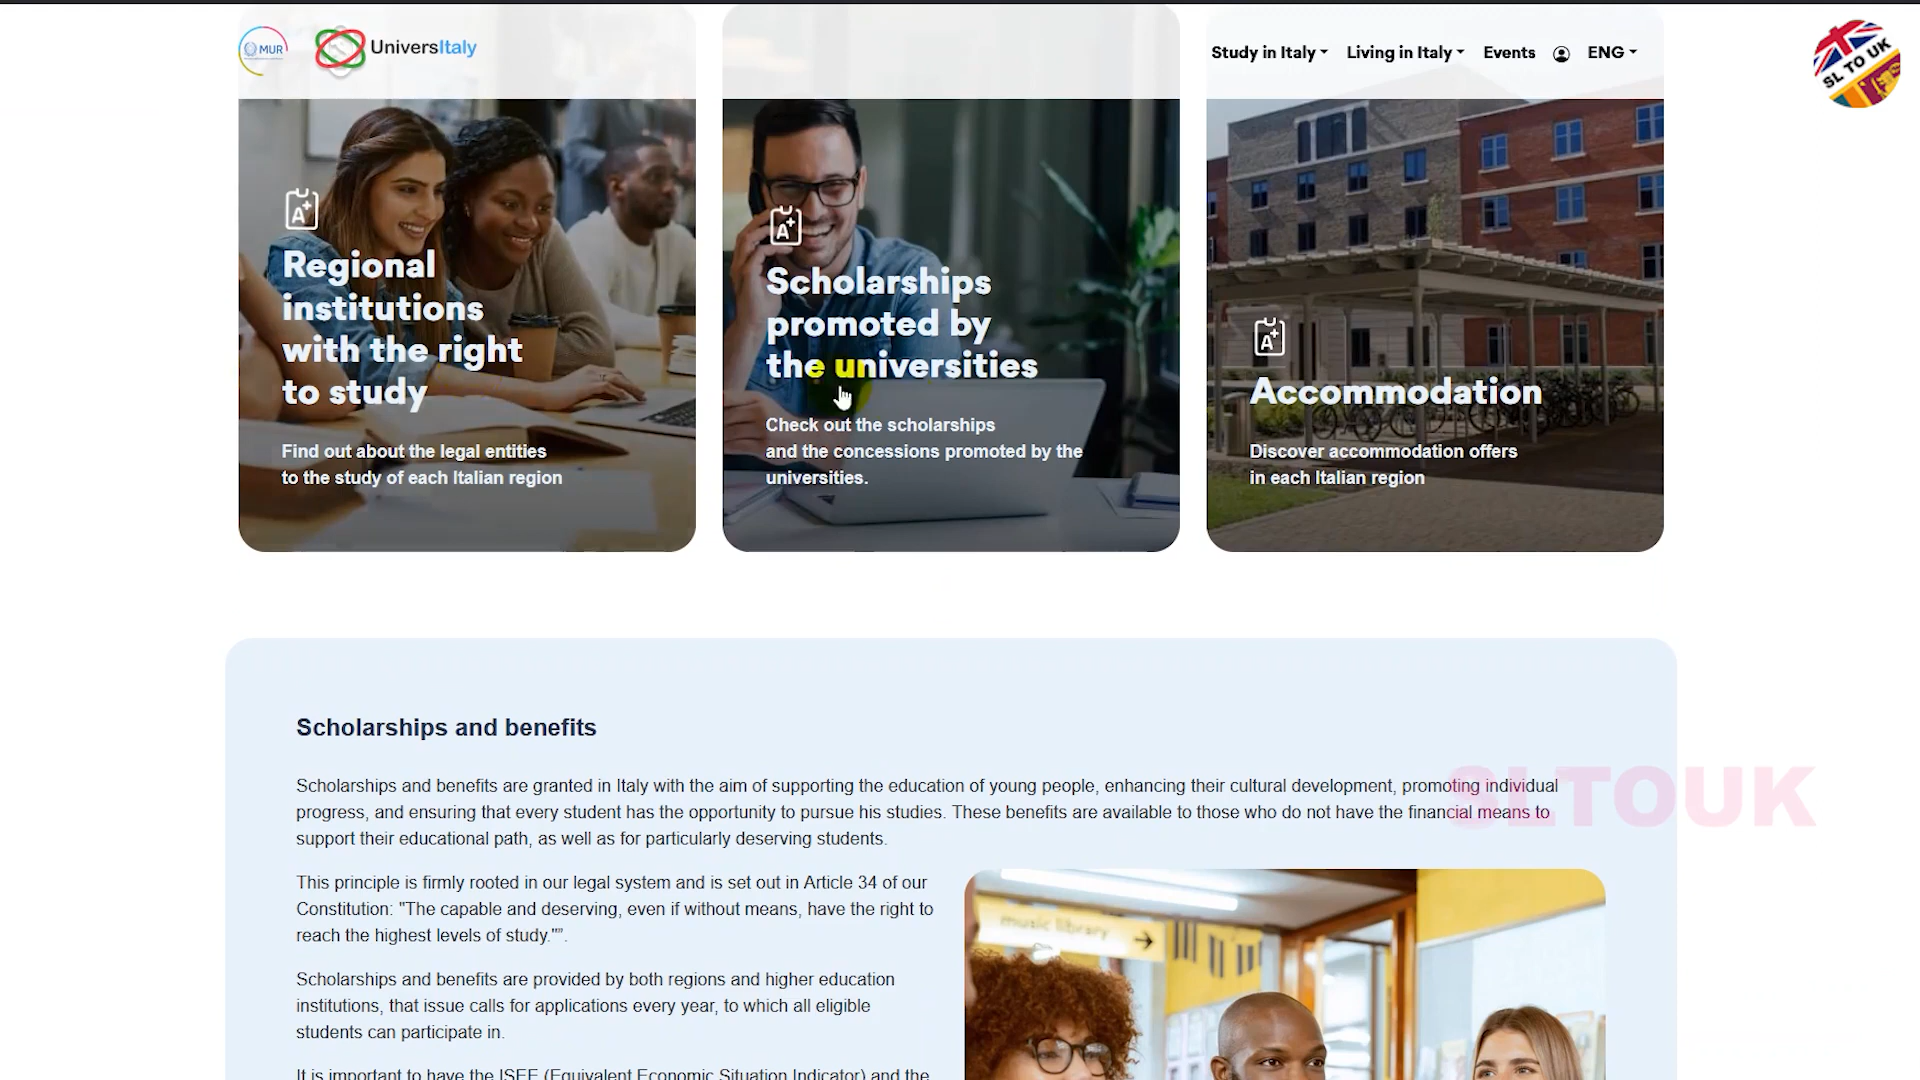 MUR
UniversItaly
Study in Italy
Living in Italy
Events
ENG
SL TO UK
A+
Regional
institutions
with the right
to study
Find out about the legal entities
to the study of each Italian region
A+
Scholarships
promoted by
the universities
Check out the scholarships
and the concessions promoted by the
universities.
A+
Accommodation
Discover accommodation offers
in each Italian region
Scholarships and benefits
Scholarships and benefits are granted in Italy with the aim of supporting the education of young people, enhancing their cultural development, promoting individual
progress, and ensuring that every student has the opportunity to pursue his studies. These benefits are available to those who do not have the financial means to
support their educational path, as well as for particularly deserving students.
SLTOUK
This principle is firmly rooted in our legal system and is set out in Article 34 of our
Constitution: "The capable and deserving, even if without means, have the right to
reach the highest levels of study."”.
music library
Scholarships and benefits are provided by both regions and higher education
institutions, that issue calls for applications every year, to which all eligible
students can participate in.
It is important to have the ISEE (Equivalent Economic Situation Indicator) and the